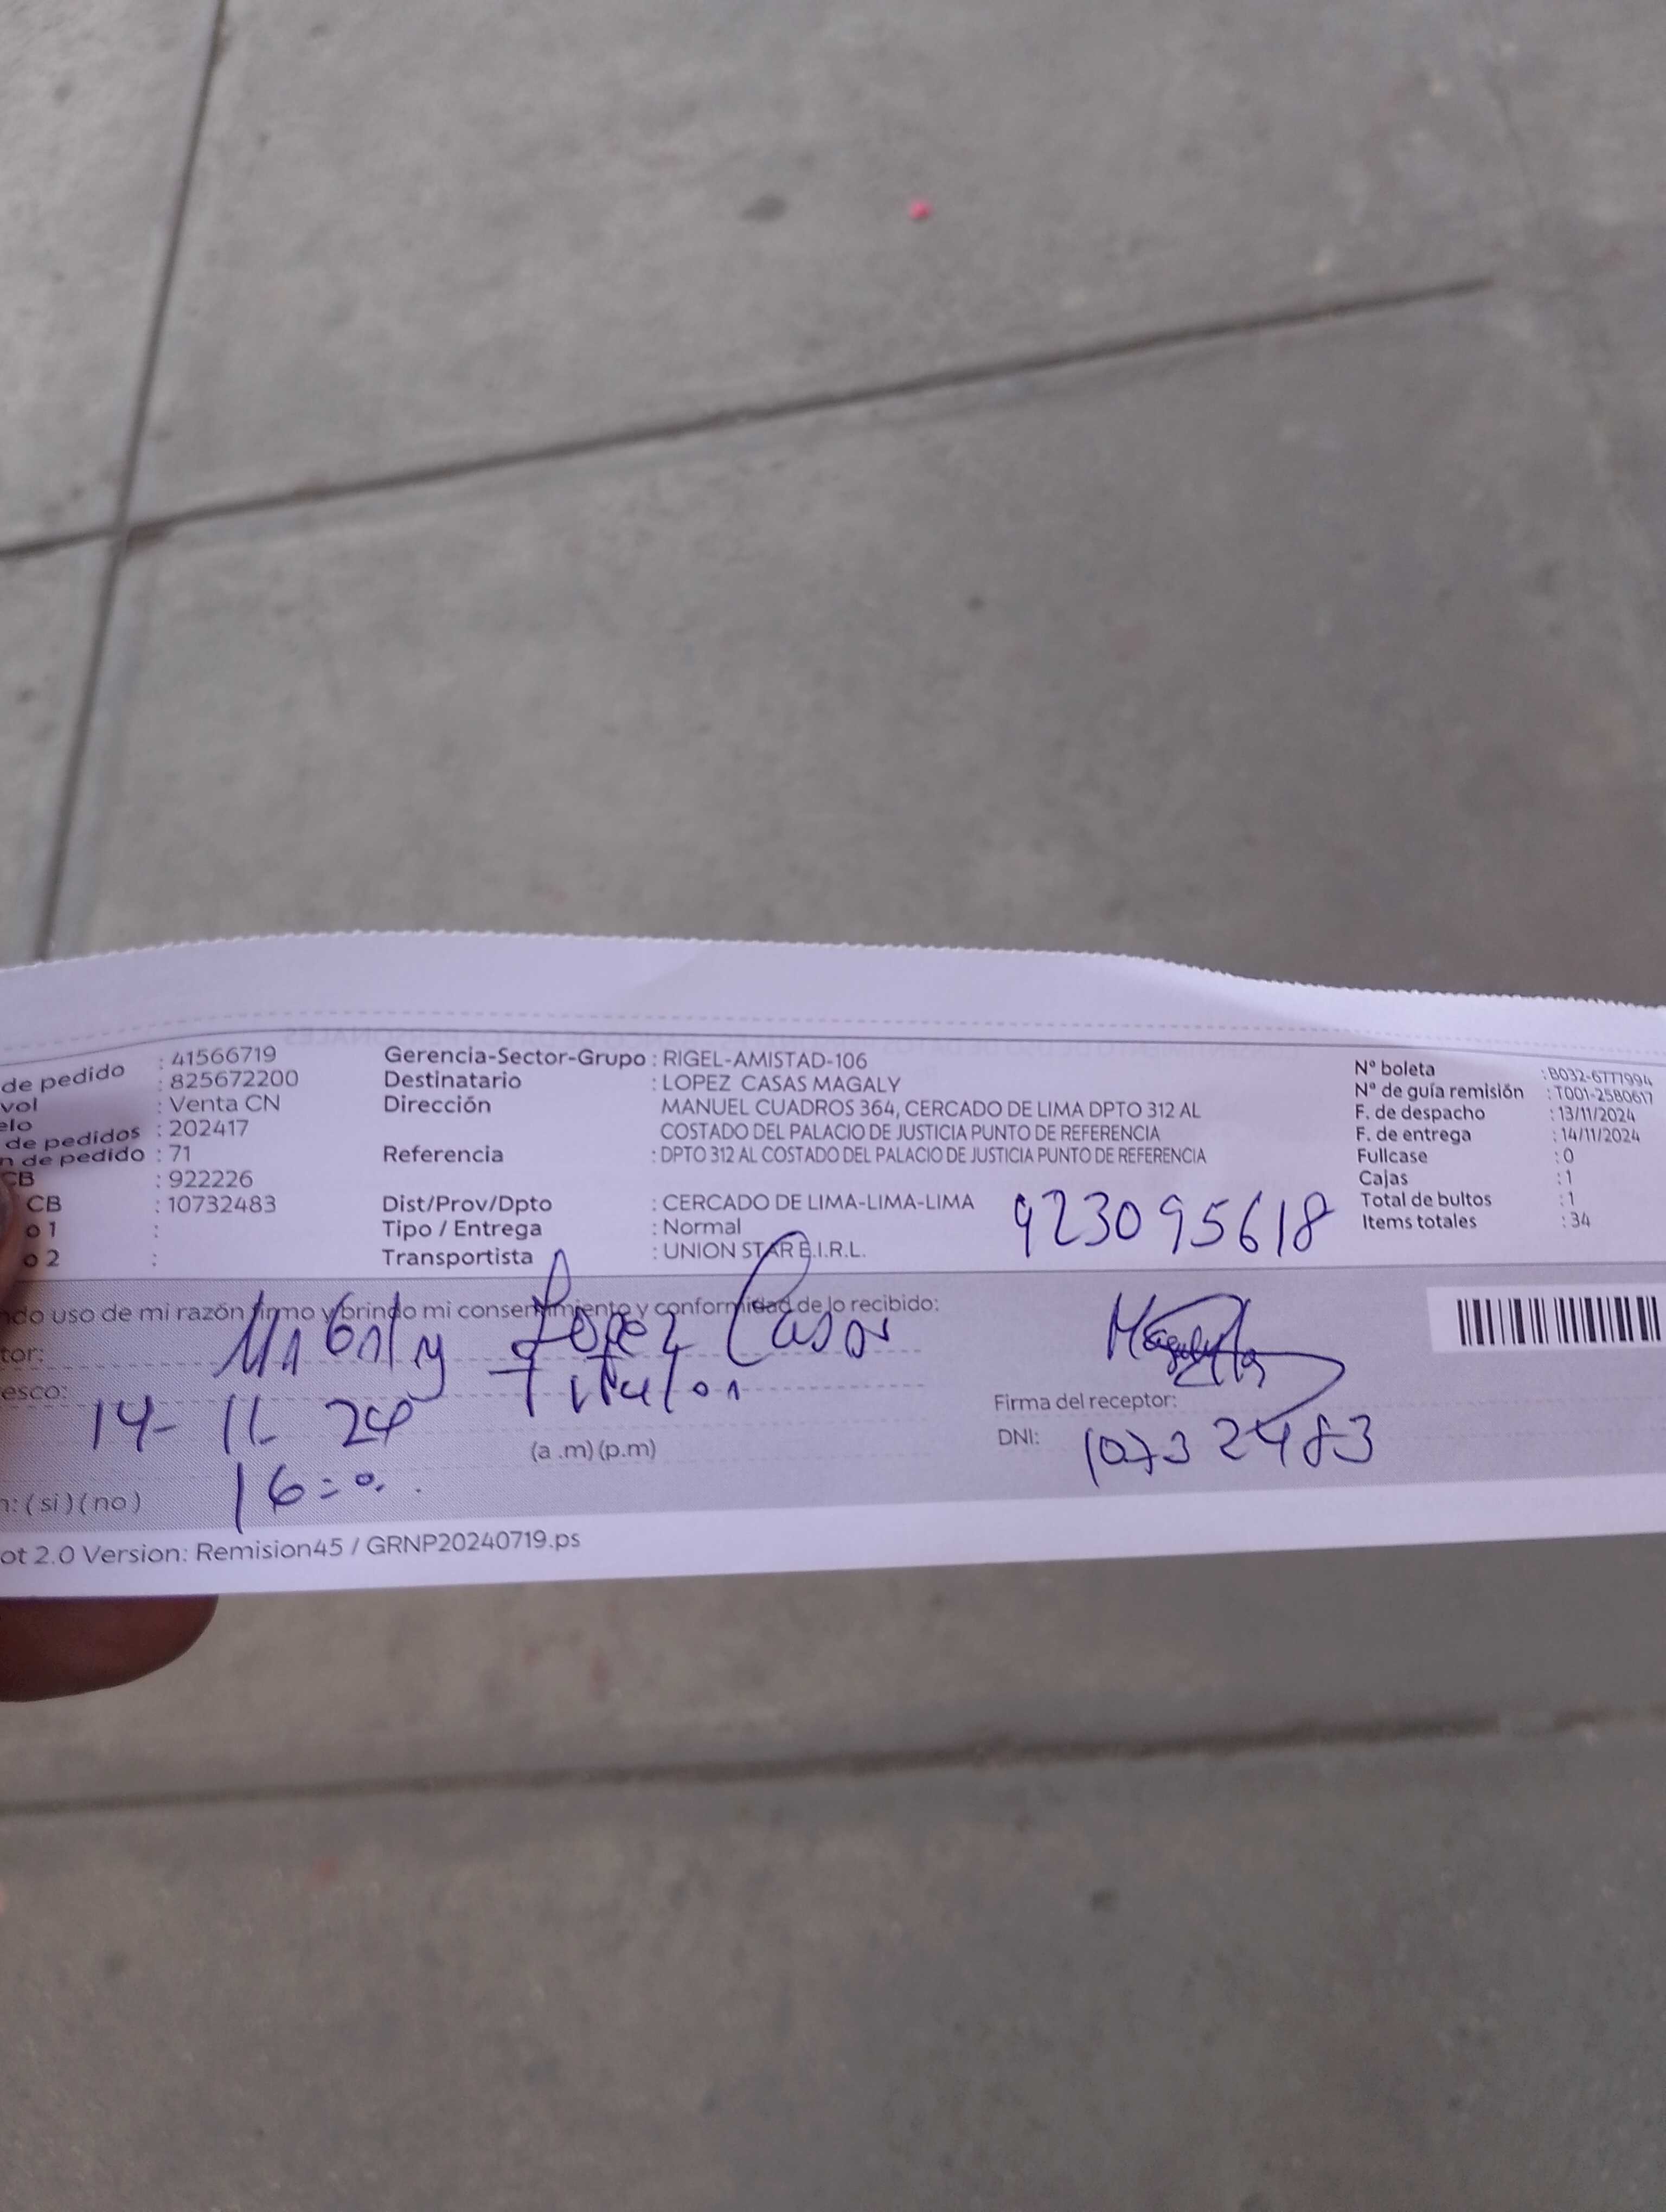 de pedido : 41566719
vol : 825672200
elo : Venta CN
de pedidos : 202417
n de pedido : 71
CB : 922226
CB : 10732483
o 1 :
o 2 :
Gerencia-Sector-Grupo : RIGEL-AMISTAD-106
Destinatario : LOPEZ CASAS MAGALY
Dirección MANUEL CUADROS 364, CERCADO DE LIMA DPTO 312 AL
COSTADO DEL PALACIO DE JUSTICIA PUNTO DE REFERENCIA
Referencia : DPTO 312 AL COSTADO DEL PALACIO DE JUSTICIA PUNTO DE REFERENCIA
Dist/Prov/Dpto : CERCADO DE LIMA-LIMA-LIMA
Tipo / Entrega : Normal
Transportista : UNION STAR E.I.R.L.
923095618
Nº boleta : B032-6777994
Nº de guía remisión : T001-2580617
F. de despacho : 13/11/2024
F. de entrega : 14/11/2024
Fullcase : 0
Cajas : 1
Total de bultos : 1
Items totales : 34
ndo uso de mi razón firmo y brindo mi consentimiento y conformidad de lo recibido:
tor: Magaly Lopez Casas
Titular
esco:
14-11-24
(a .m) (p.m)
16:00
n: ( si ) ( no )
Firma del receptor:
DNI: 10732483
ot 2.0 Version: Remision45 / GRNP20240719.ps